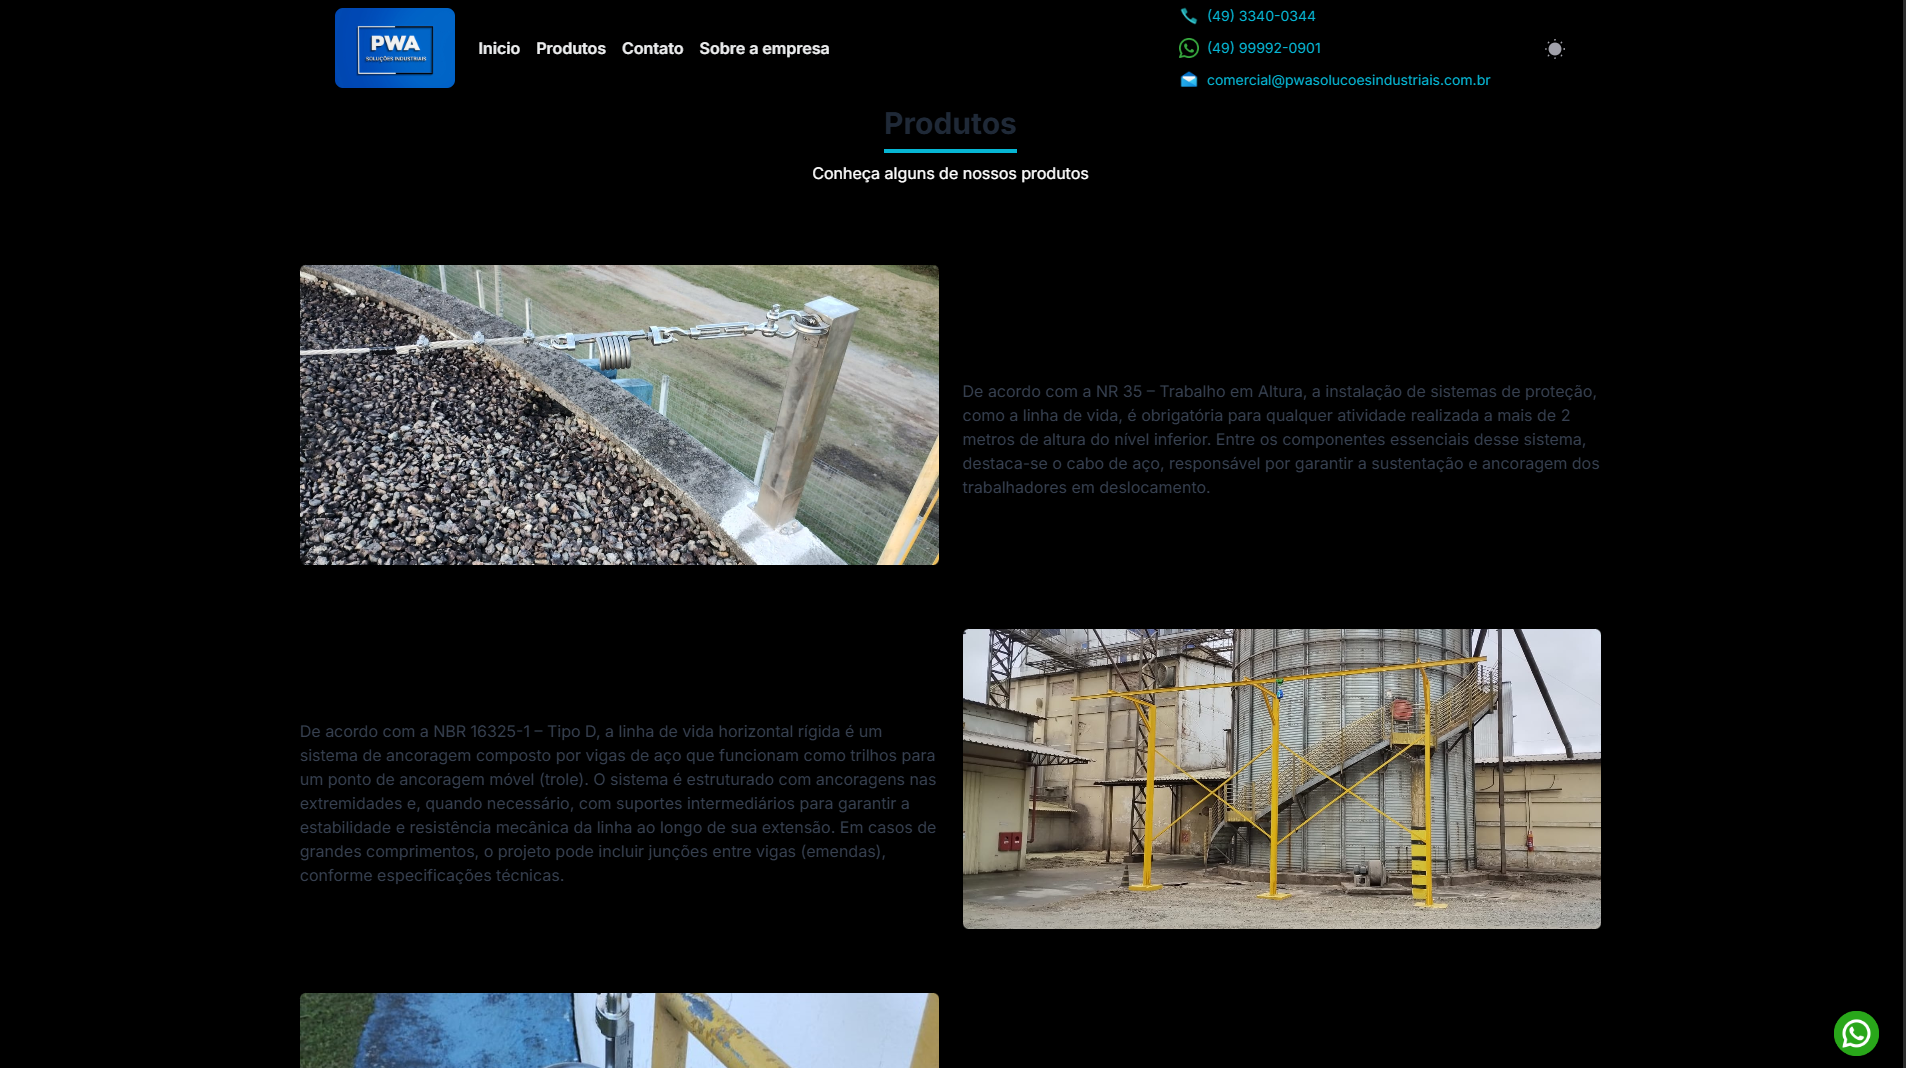 PWA
SOLUÇÕES INDUSTRIAIS
Inicio
Produtos
Contato
Sobre a empresa
(49) 3340-0344
(49) 99992-0901
comercial@pwasolucoesindustriais.com.br
Produtos
Conheça alguns de nossos produtos
De acordo com a NR 35 – Trabalho em Altura, a instalação de sistemas de proteção,
como a linha de vida, é obrigatória para qualquer atividade realizada a mais de 2
metros de altura do nível inferior. Entre os componentes essenciais desse sistema,
destaca-se o cabo de aço, responsável por garantir a sustentação e ancoragem dos
trabalhadores em deslocamento.
De acordo com a NBR 16325-1 – Tipo D, a linha de vida horizontal rígida é um
sistema de ancoragem composto por vigas de aço que funcionam como trilhos para
um ponto de ancoragem móvel (trole). O sistema é estruturado com ancoragens nas
extremidades e, quando necessário, com suportes intermediários para garantir a
estabilidade e resistência mecânica da linha ao longo de sua extensão. Em casos de
grandes comprimentos, o projeto pode incluir junções entre vigas (emendas),
conforme especificações técnicas.